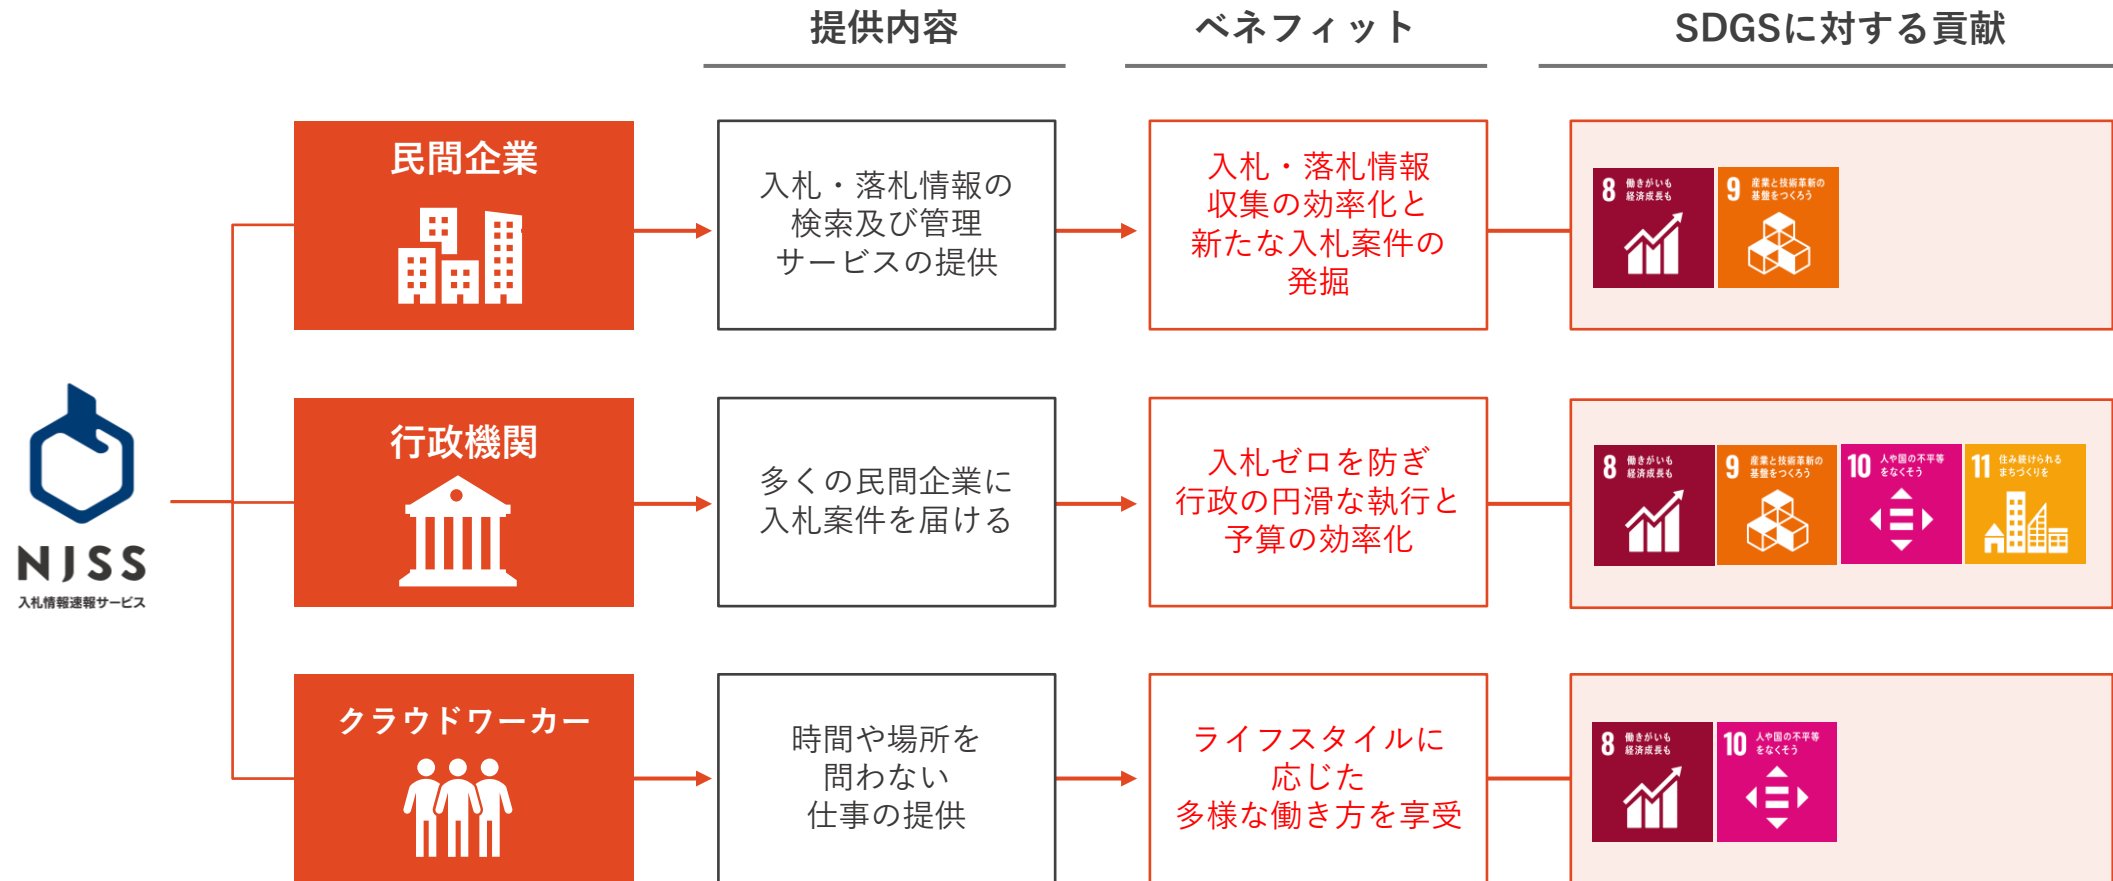 提供内容
ベネフィット
SDGSに対する貢献
民間企業
入札・落札情報の
検索及び管理
サービスの提供
入札・落札情報
収集の効率化と
新たな入札案件の
発掘
8 働きがいも
経済成長も
9 産業と技術革新の
基盤をつくろう
NJSS
入札情報速報サービス
行政機関
多くの民間企業に
入札案件を届ける
入札ゼロを防ぎ
行政の円滑な執行と
予算の効率化
8 働きがいも
経済成長も
9 産業と技術革新の
基盤をつくろう
10 人や国の不平等
をなくそう
11 住み続けられる
まちづくりを
クラウドワーカー
時間や場所を
問わない
仕事の提供
ライフスタイルに
応じた
多様な働き方を享受
8 働きがいも
経済成長も
10 人や国の不平等
をなくそう